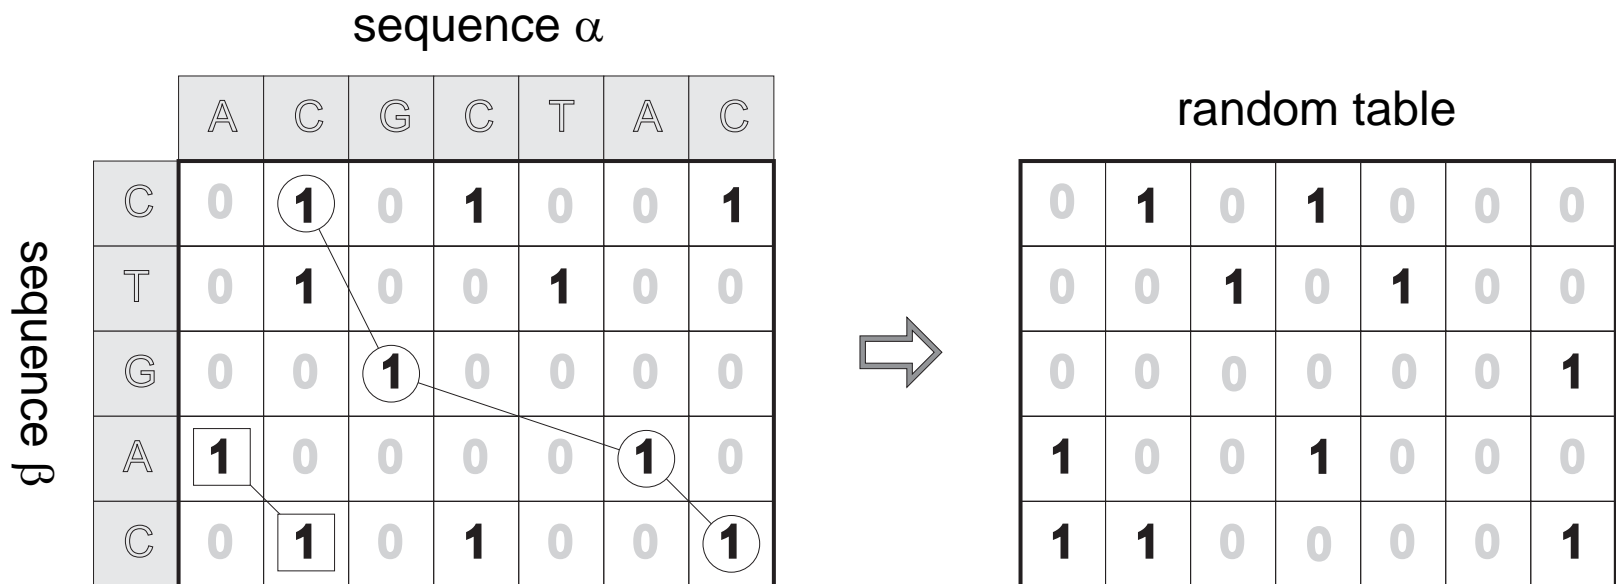 sequence α
A C G C T A C
random table
sequence β
C 0 1 0 1 0 0 1
T 0 1 0 0 1 0 0
G 0 0 1 0 0 0 0
A 1 0 0 0 0 1 0
C 0 1 0 1 0 0 1
0 1 0 1 0 0 0
0 0 1 0 1 0 0
0 0 0 0 0 0 1
1 0 0 1 0 0 0
1 1 0 0 0 0 1